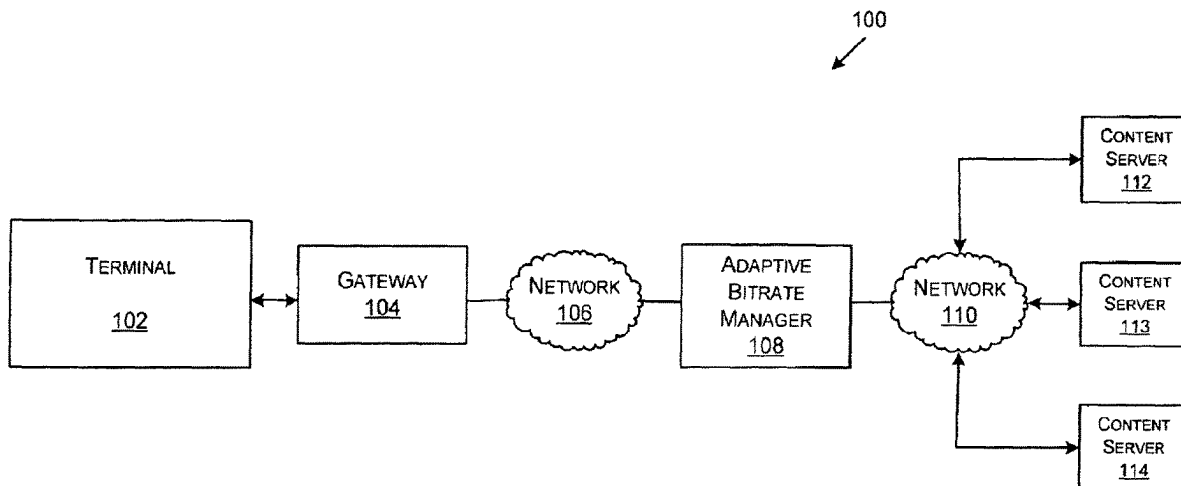 100
TERMINAL
102
GATEWAY
104
NETWORK
106
ADAPTIVE
BITRATE
MANAGER
108
NETWORK
110
CONTENT
SERVER
112
CONTENT
SERVER
113
CONTENT
SERVER
114